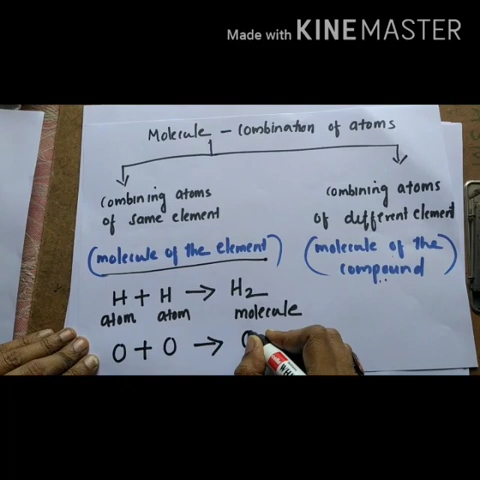 Made with KINEMASTER
Molecule - combination of atoms
combining atoms
of same element
(molecule of the element)
H + H → H2
atom atom molecule
O + O →
combining atoms
of different element
(molecule of the
compound)